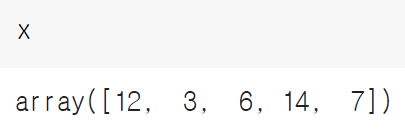 x
array([12,  3,  6, 14,  7])